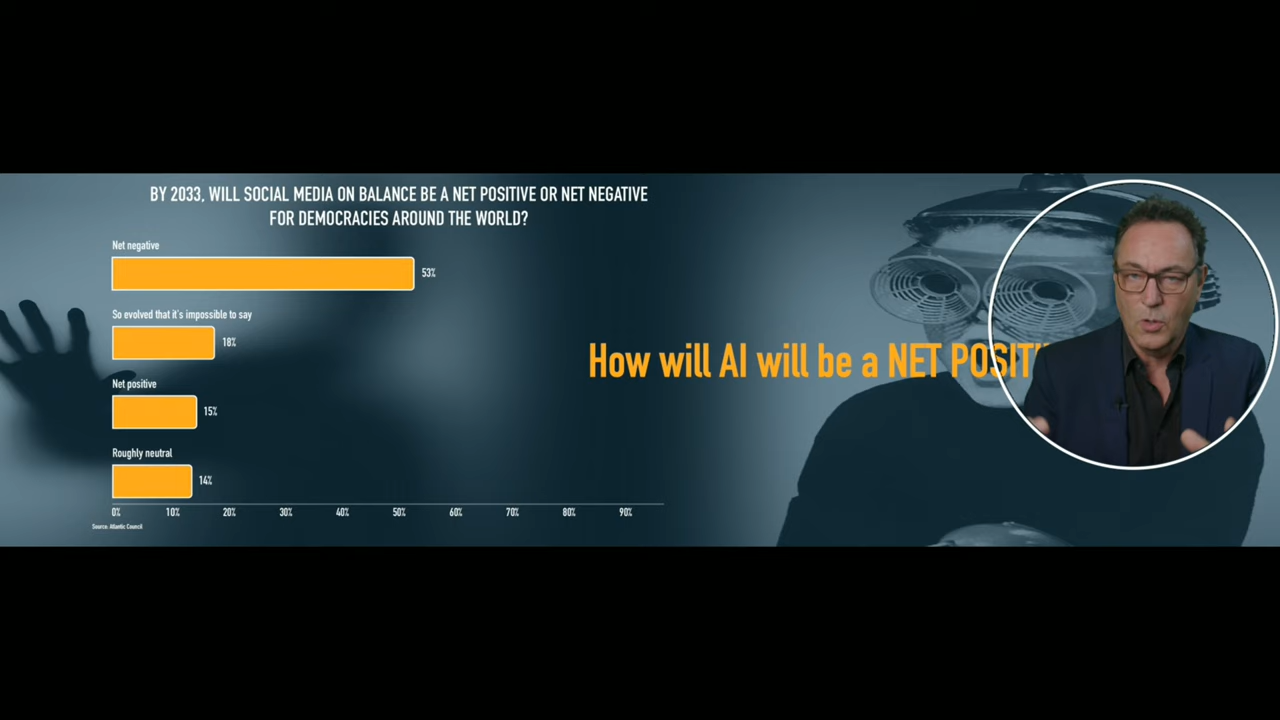 BY 2033, WILL SOCIAL MEDIA ON BALANCE BE A NET POSITIVE OR NET NEGATIVE
FOR DEMOCRACIES AROUND THE WORLD?
Net negative
53%
So evolved that it's impossible to say
18%
Net positive
15%
Roughly neutral
14%
0% 10% 20% 30% 40% 50% 60% 70% 80% 90%
Source: Atlantic Council
How will AI will be a NET POSIT